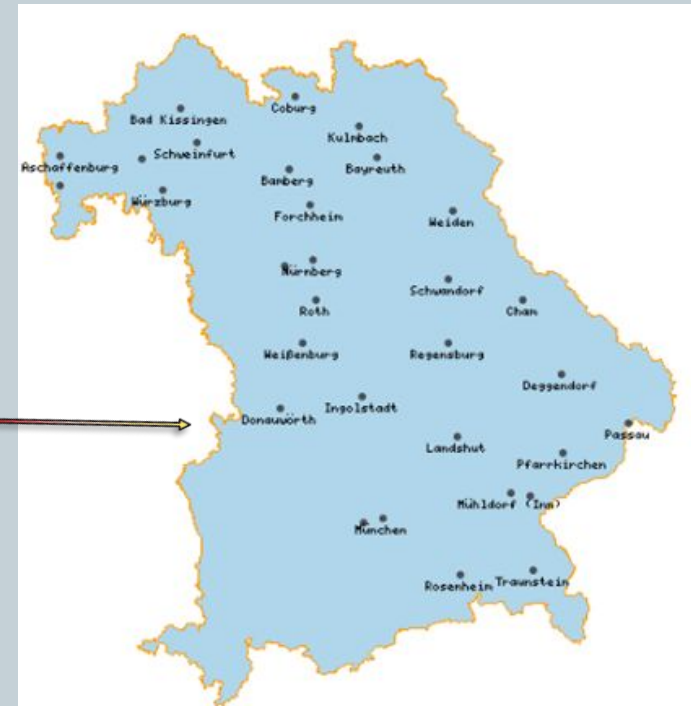 Coburg
Bad Kissingen
Kulmbach
Schweinfurt
Aschaffenburg
Bamberg
Bayreuth
Würzburg
Forchheim
Weiden
Nürnberg
Schwandorf
Roth
Cham
Weißenburg
Regensburg
Deggendorf
Donauwörth
Ingolstadt
Passau
Landshut
Pfarrkirchen
Mühldorf (Inn)
München
Rosenheim
Traunstein